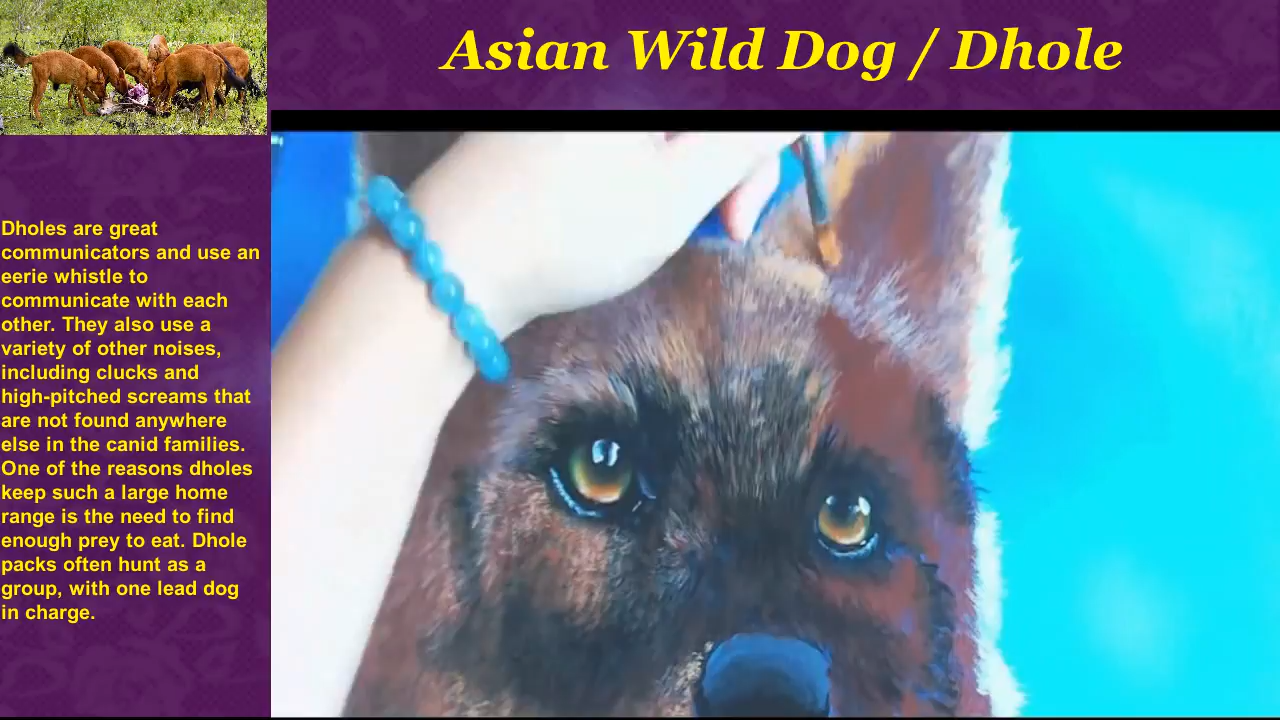 Asian Wild Dog / Dhole
Dholes are great
communicators and use an
eerie whistle to
communicate with each
other. They also use a
variety of other noises,
including clucks and
high-pitched screams that
are not found anywhere
else in the canid families.
One of the reasons dholes
keep such a large home
range is the need to find
enough prey to eat. Dhole
packs often hunt as a
group, with one lead dog
in charge.